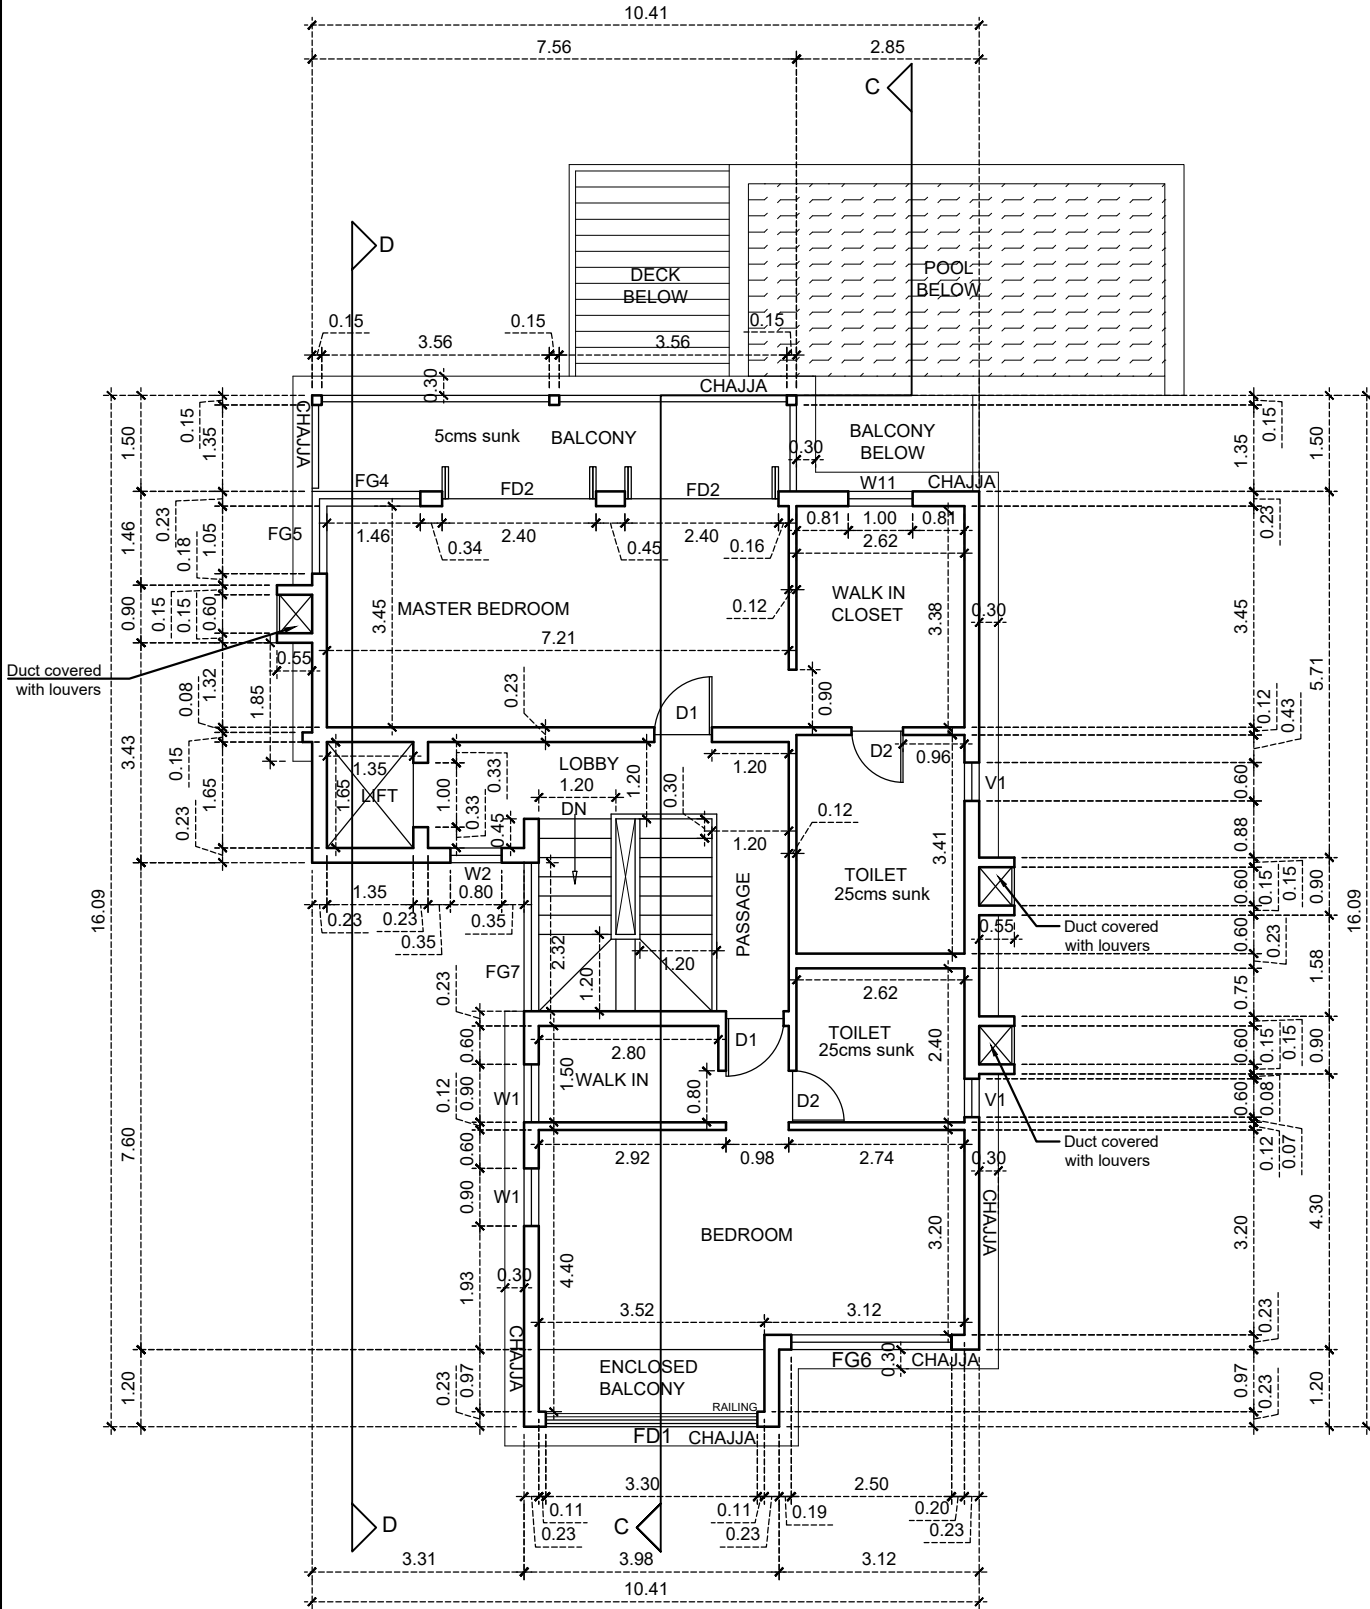 10.41
7.56 2.85
C
D
DECK
BELOW
POOL
BELOW
0.15 0.15 0.15
3.56 3.56
0.30 CHAJJA
CHAJJA
5cms sunk BALCONY
BALCONY
BELOW
0.30
FG4 FD2 FD2 W11 CHAJJA
1.50 0.15 1.35
1.35 0.15 1.50
FG5
1.46 0.34 2.40 0.45 2.40 0.16
0.81 1.00 0.81
2.62
1.46 0.23 0.18 1.05
0.23
MASTER BEDROOM
3.45
7.21
0.12
WALK IN
CLOSET
3.38
0.30
3.45
5.71
0.90 0.15 0.15 0.60
Duct covered
with louvers
0.55
0.08 1.32 1.85
0.23
D1
0.90
0.12 0.43
D2
0.96
3.43 0.15 1.65 0.23
1.35
1.65
LIFT
1.00
0.33
0.33
0.45
LOBBY
1.20
DN
1.20
0.30
1.20
1.20
0.12
V1
0.60
0.88
3.41
TOILET
25cms sunk
PASSAGE
W2
1.35 0.80
0.23 0.23 0.35 0.35
0.60 0.15 0.15 0.90
Duct covered
with louvers
0.55
0.60 0.23 1.58
16.09
16.09
FG7
2.32
1.20
1.20
0.23
2.62
0.75
0.60
2.80
1.50
WALK IN
D1
TOILET
25cms sunk
2.40
0.60 0.15 0.15 0.90
0.12 0.90
W1
0.80
D2
V1
0.60 0.08
Duct covered
with louvers
0.12 0.07
7.60
0.60
2.92 0.98 2.74
0.30
0.90
W1
BEDROOM
3.20
CHAJJA
3.20
4.30
4.40
0.30
1.93
3.52 3.12
0.23
CHAJJA
ENCLOSED
BALCONY
FG6 0.30 CHAJJA
1.20 0.23 0.97
0.97 0.23 1.20
RAILING
FD1 CHAJJA
3.30 2.50
0.11 0.11 0.19 0.20
0.23 0.23 0.23
D
C
3.31 3.98 3.12
10.41